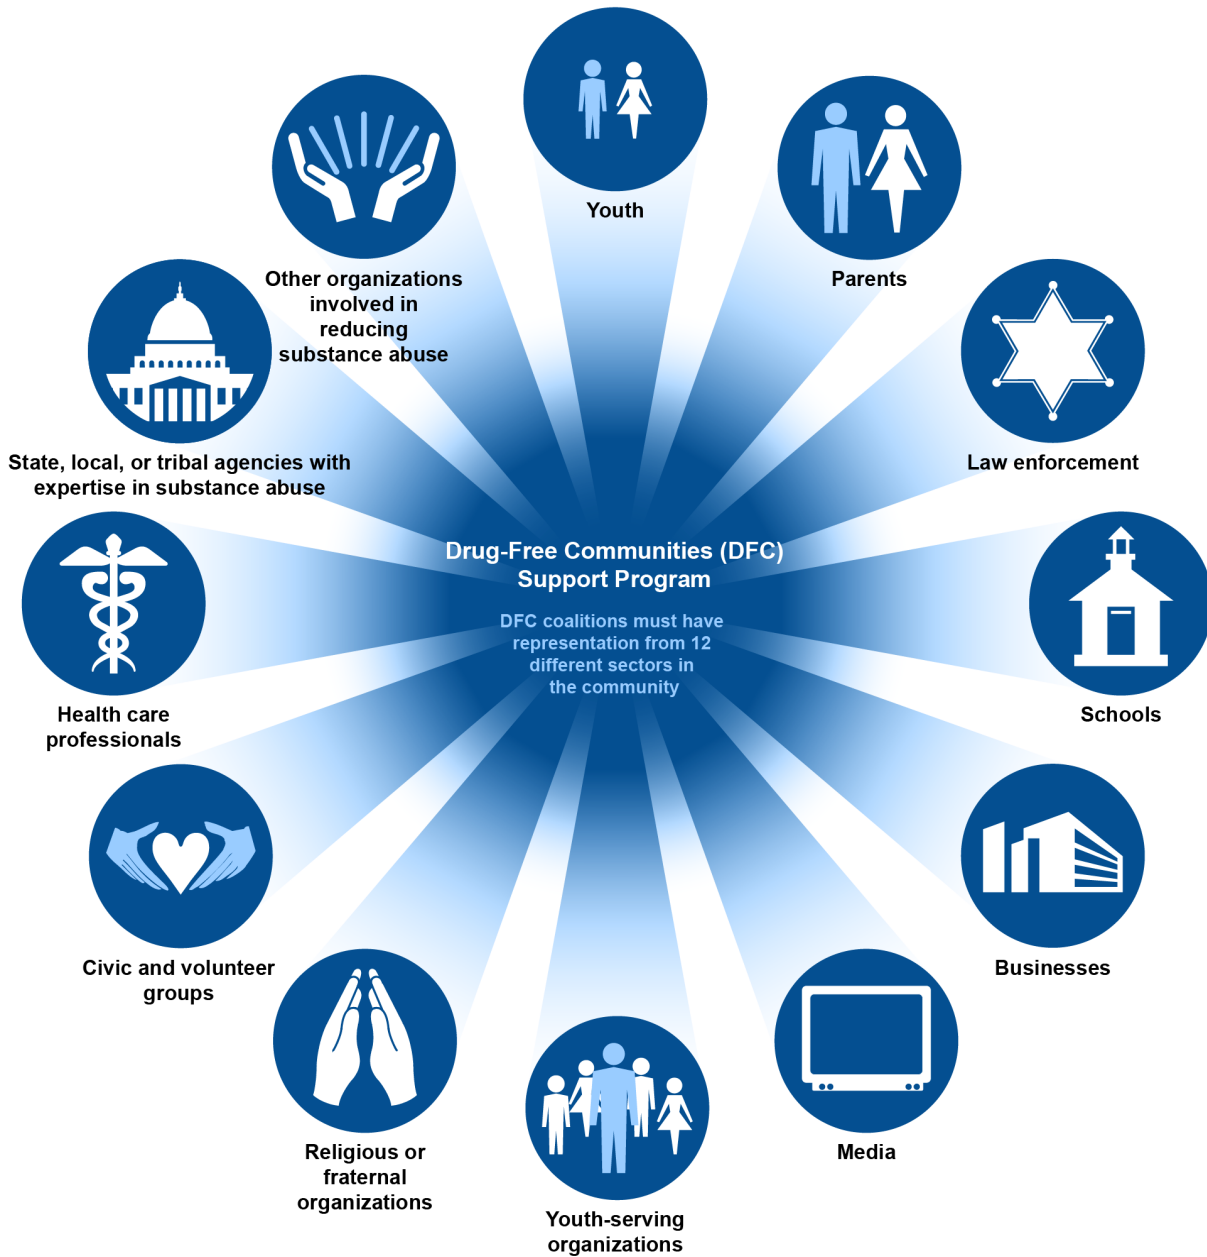 Youth
Parents
Law enforcement
Schools
Businesses
Media
Youth-serving
organizations
Religious or
fraternal
organizations
Civic and volunteer
groups
Health care
professionals
State, local, or tribal agencies with
expertise in substance abuse
Other organizations
involved in
reducing
substance abuse
Drug-Free Communities (DFC)
Support Program
DFC coalitions must have
representation from 12
different sectors in
the community